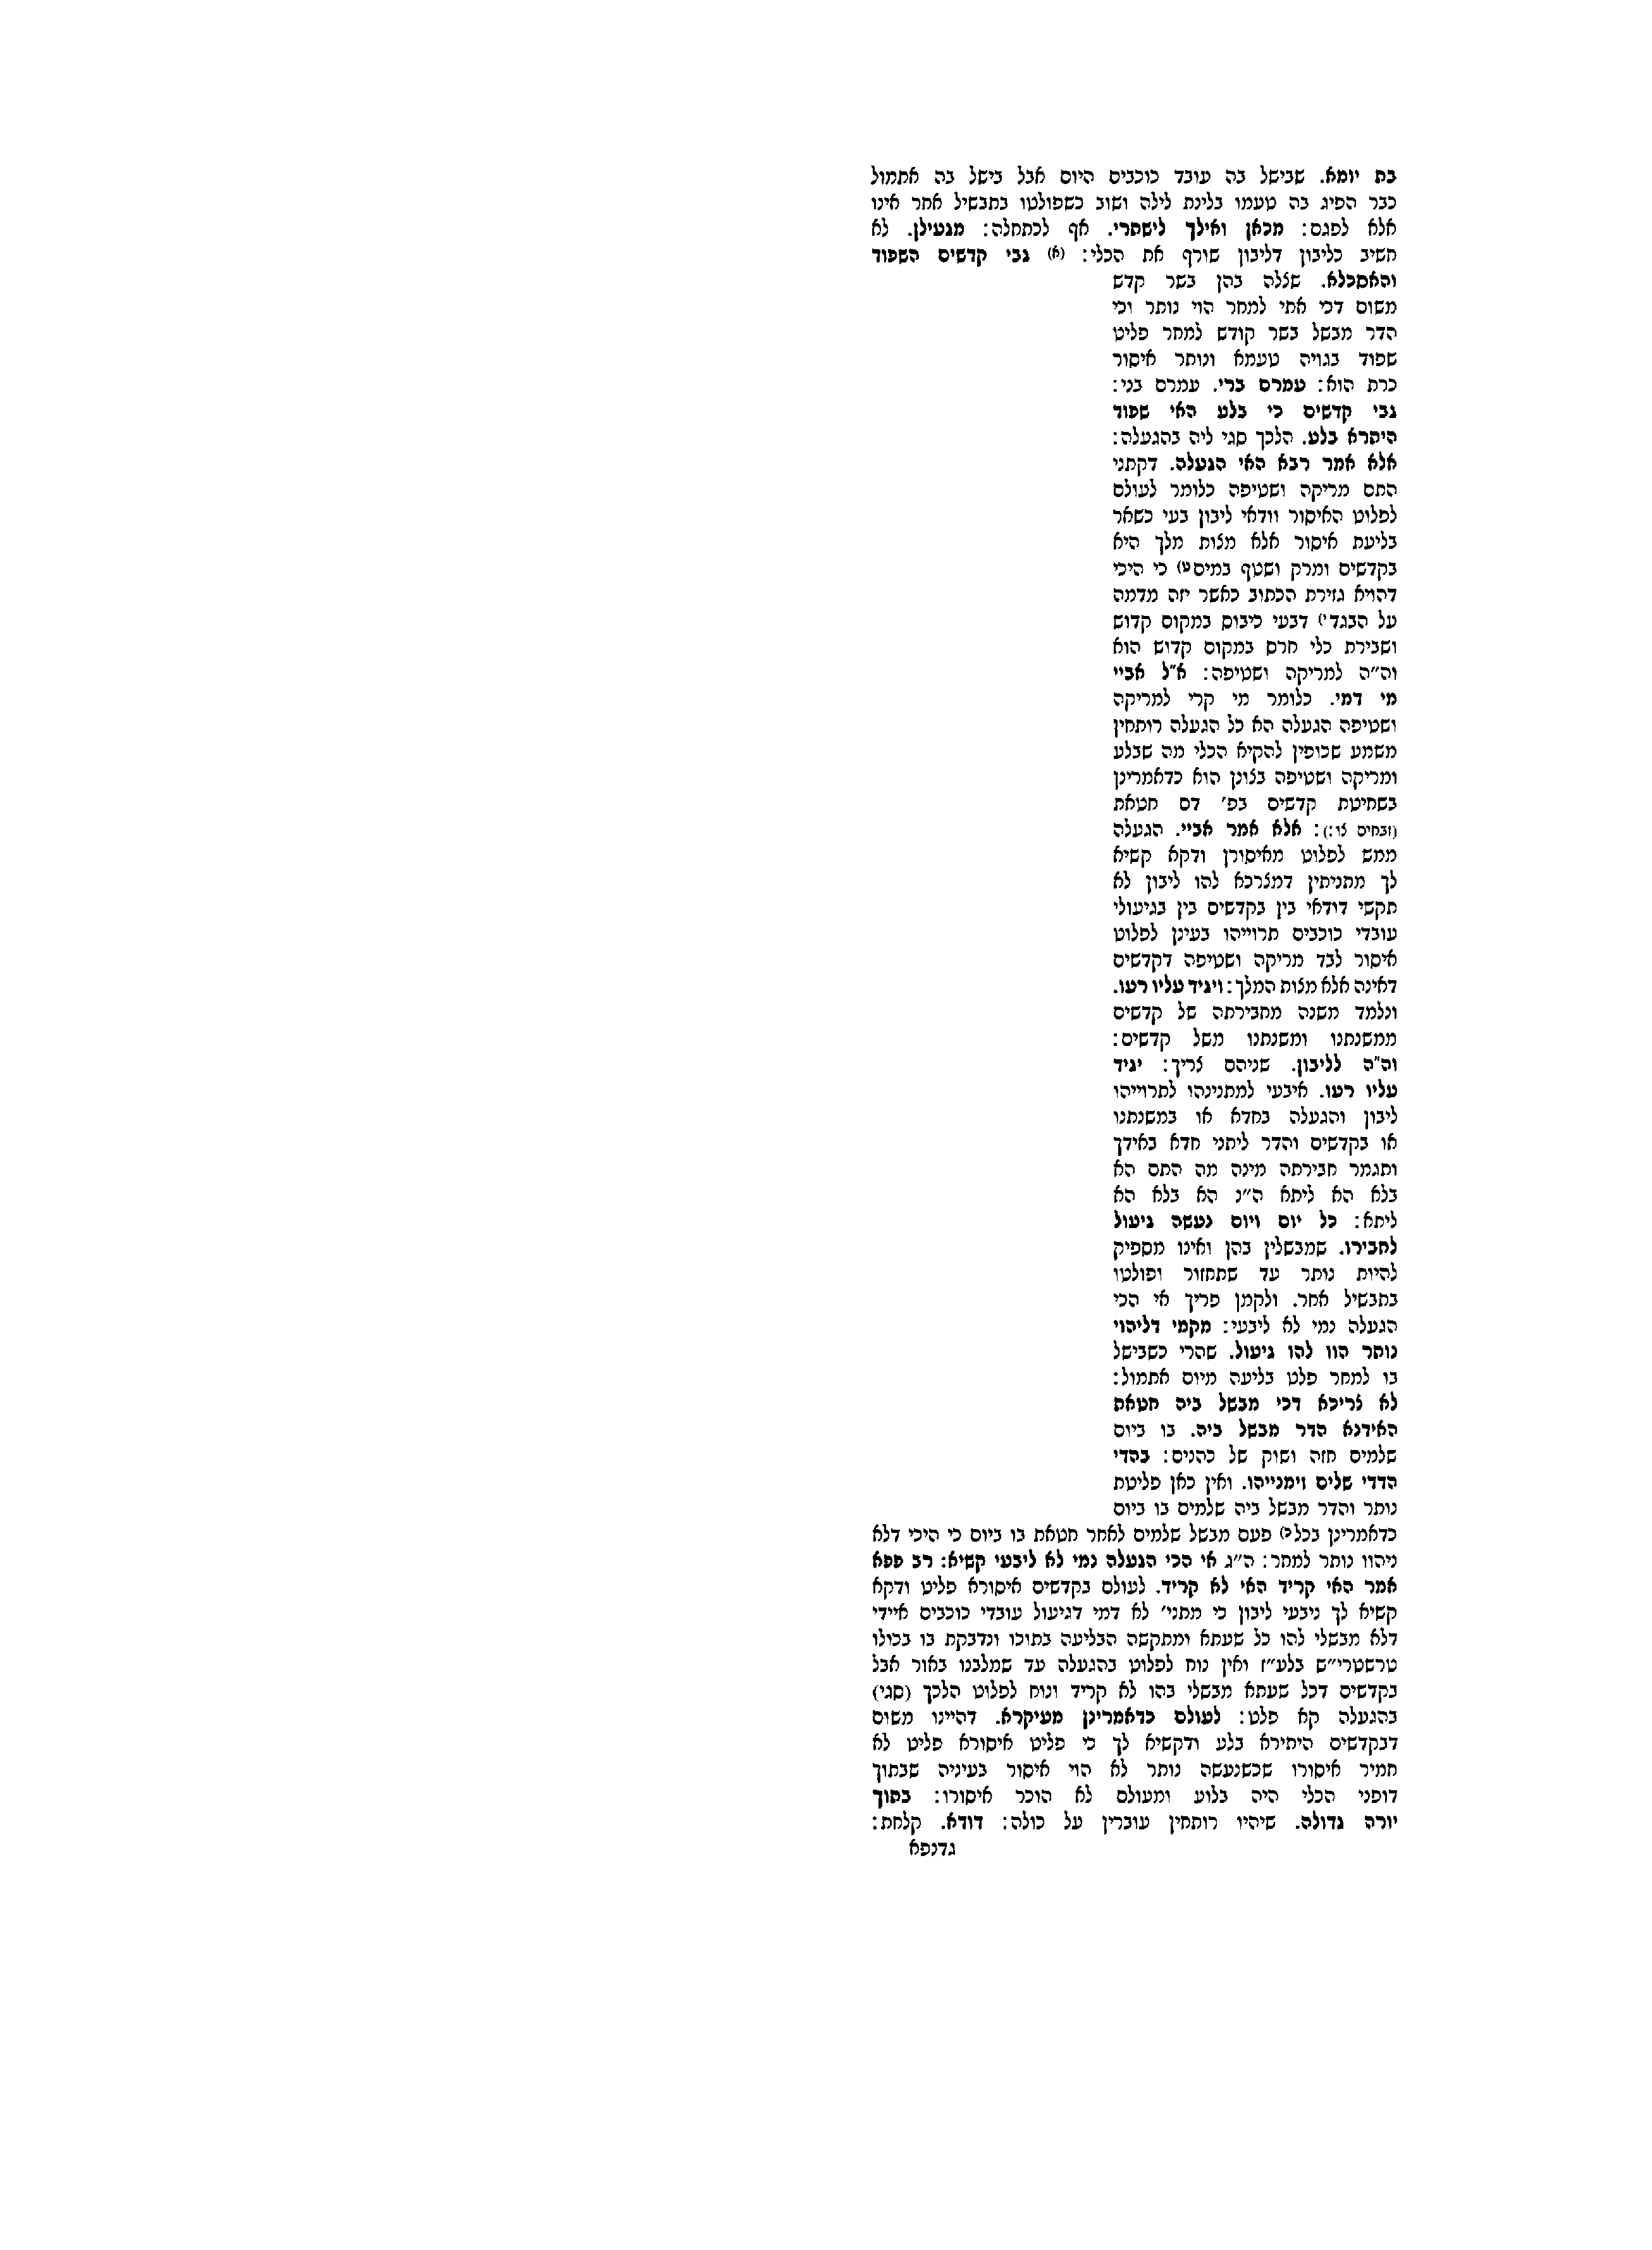 בת יומא. שבישל בה עובד כוכבים היום אבל בישל בה אתמול
כבר הפיג בה טעמו בלינת לילה ושוב כשפולטו בתבשיל אחר אינו
אלא לפגם: מכאן ואילך לישתרי. אף לכתחלה: מגעילן. לא
חשיב כליבון דליבון שורף את הכלי: (א) גבי קדשים השפוד
והאסכלא. שצלה בהן בשר קדש
משום דכי אתי למחר הוי נותר וכי
הדר מבשל בשר קודש למחר פליט
שפוד בגויה טעמא ונותר איסור
כרת הוא: עמרם ברי. עמרם בני:
גבי קדשים כי בלע האי שפוד
היתרא בלע. הלכך סגי ליה בהגעלה:
אלא אמר רבא האי הגעלה. דקתני
התם מריקה ושטיפה כלומר לעולם
לפלוט האיסור וודאי ליבון בעי כשאר
בליעת איסור אלא מצות מלך היא
בקדשים ומרק ושטף במים ט) כי היכי
דהויא גזירת הכתוב כאשר יזה מדמה
על הבגד י) דבעי כיבוס במקום קדוש
ושבירת כלי חרס במקום קדוש הוא
וה״ה למריקה ושטיפה: א״ל אביי
מי דמי. כלומר מי קרי למריקה
ושטיפה הגעלה הא כל הגעלה רותחין
משמע שכופין להקיא הכלי מה שבלע
ומריקה ושטיפה בצונן הוא כדאמרינן
בשחיטת קדשים בפ׳ דם חטאת
(זבחים צו:): אלא אמר אביי. הגעלה
ממש לפלוט מאיסורן ודקא קשיא
לך מתניתין דמצרכא להו ליבון לא
תקשי דודאי בין בקדשים בין בגיעולי
עובדי כוכבים תרוייהו בעינן לפלוט
איסור לבד מריקה ושטיפה דקדשים
דאינה אלא מצות המלך: ויגיד עליו רעו.
ונלמד משנה מחבירתה של קדשים
ממשנתנו ומשנתנו משל קדשים:
וה״ה לליבון. שניהם צריך: יגיד
עליו רעו. איבעי למתנינהו לתרוייהו
ליבון והגעלה בחדא או במשנתנו
או בקדשים והדר ליתני חדא באידך
ותגמר חבירתה מינה מה התם הא
בלא הא ליתא ה״נ הא בלא הא
ליתא: כל יום ויום נעשה גיעול
לחבירו. שמבשלין בהן ואינו מספיק
להיות נותר עד שתחזור ופולטו
בתבשיל אחר. ולקמן פריך אי הכי
הגעלה נמי לא ליבעי: מקמי דליהוי
נותר הוו להו גיעול. שהרי כשבישל
בו למחר פלט בליעה מיום אתמול:
לא צריכא דכי מבשל ביה חטאת
האידנא הדר מבשל ביה. בו ביום
שלמים חזה ושוק של כהנים: בהדי
הדדי שלים זימנייהו. ואין כאן פליטת
נותר והדר מבשל ביה שלמים בו ביום
כדאמרינן בכל כ) פעם מבשל שלמים לאחר חטאת בו ביום כי היכי דלא
ניהוו נותר למחר: ה״ג אי הכי הגעלה נמי לא ליבעי קשיא: רב פפא
אמר האי קריד האי לא קריד. לעולם בקדשים איסורא פליט ודקא
קשיא לך ניבעי ליבון כי מתני׳ לא דמי דגיעול עובדי כוכבים איידי
דלא מבשלי להו כל שעתא ומתקשה הבליעה בתוכו ונדבקת בו בכולו
טרשטרי״ש בלע״ז ואין נוח לפלוט בהגעלה עד שמלבנו באור אבל
בקדשים דכל שעתא מבשלי בהו לא קריד ונוח לפלוט הלכך (סגי)
בהגעלה קא פלט: לעולם כדאמרינן מעיקרא. דהיינו משום
דבקדשים היתירא בלע ודקשיא לך כי פליט איסורא פליט לא
חמיר איסורו שכשנעשה נותר לא הוי איסור בעיניה שבתוך
דופני הכלי היה בלוע ומעולם לא הוכר איסורו: בתוך
יורה גדולה. שיהיו רותחין עוברין על כולה: דודא. קלחת:
גדנפא